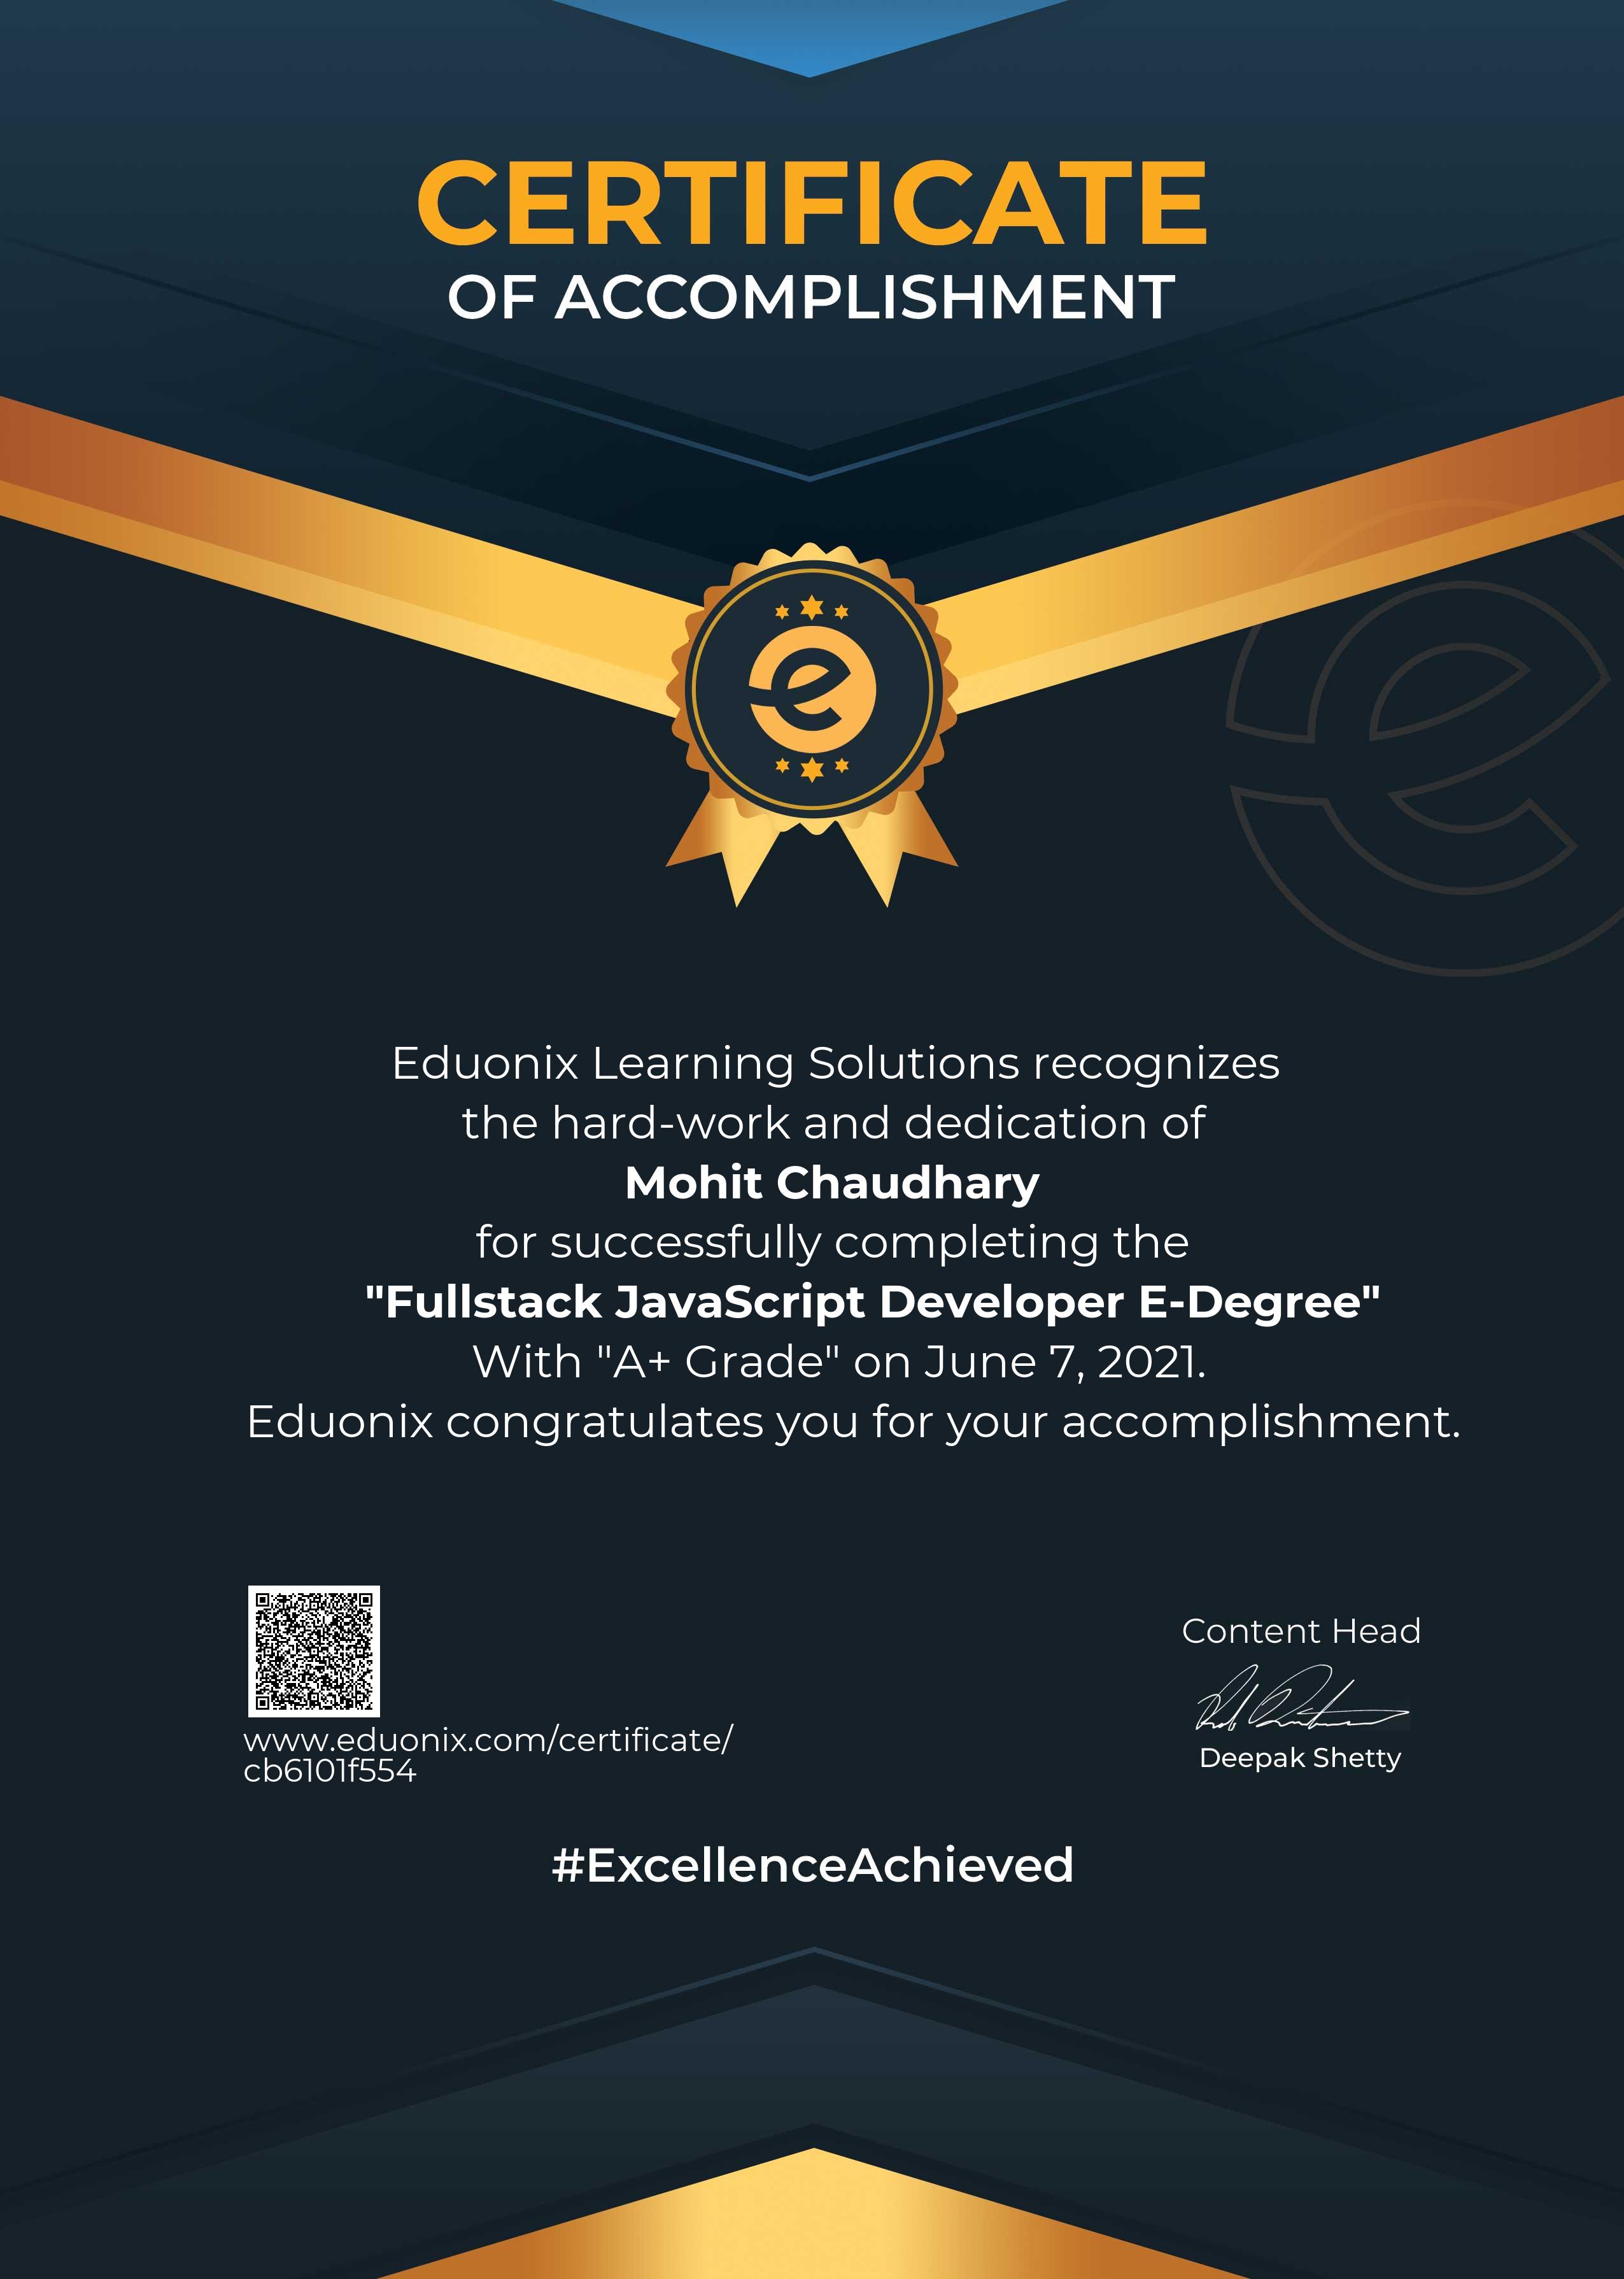 CERTIFICATE
OF ACCOMPLISHMENT
Eduonix Learning Solutions recognizes
the hard-work and dedication of
Mohit Chaudhary
for successfully completing the
"Fullstack JavaScript Developer E-Degree"
With "A+ Grade" on June 7, 2021.
Eduonix congratulates you for your accomplishment.
www.eduonix.com/certificate/
cb6101f554
Content Head
Deepak Shetty
#ExcellenceAchieved